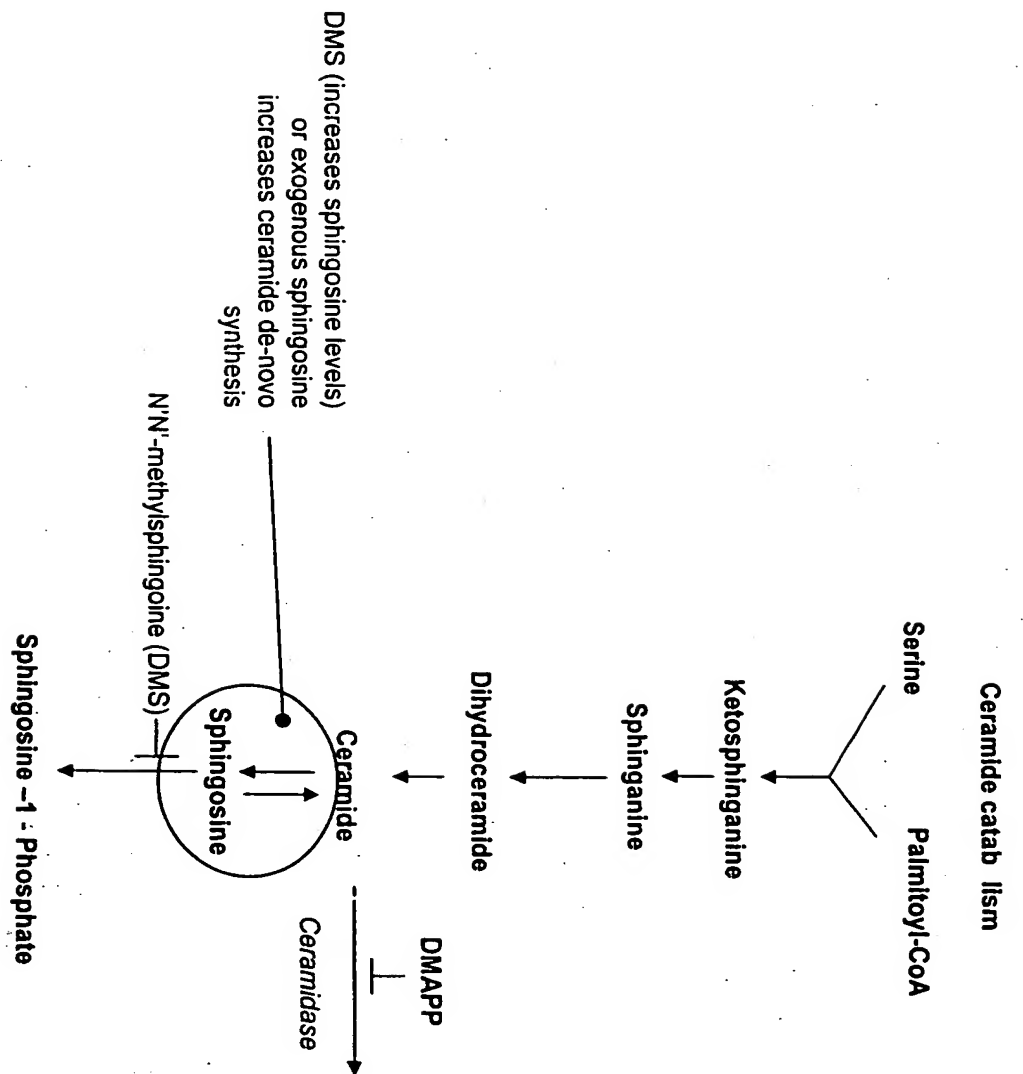 Ceramide catab lism
Serine
Palmitoyl-CoA
Ketosphinganine
Sphinganine
Dihydroceramide
Ceramide
Sphingosine
Sphingosine –1 - Phosphate
DMAPP
Ceramidase
DMS (increases sphingosine levels)
or exogenous sphingosine
increases ceramide de-novo
synthesis
N'N'-methylsphingoine (DMS)